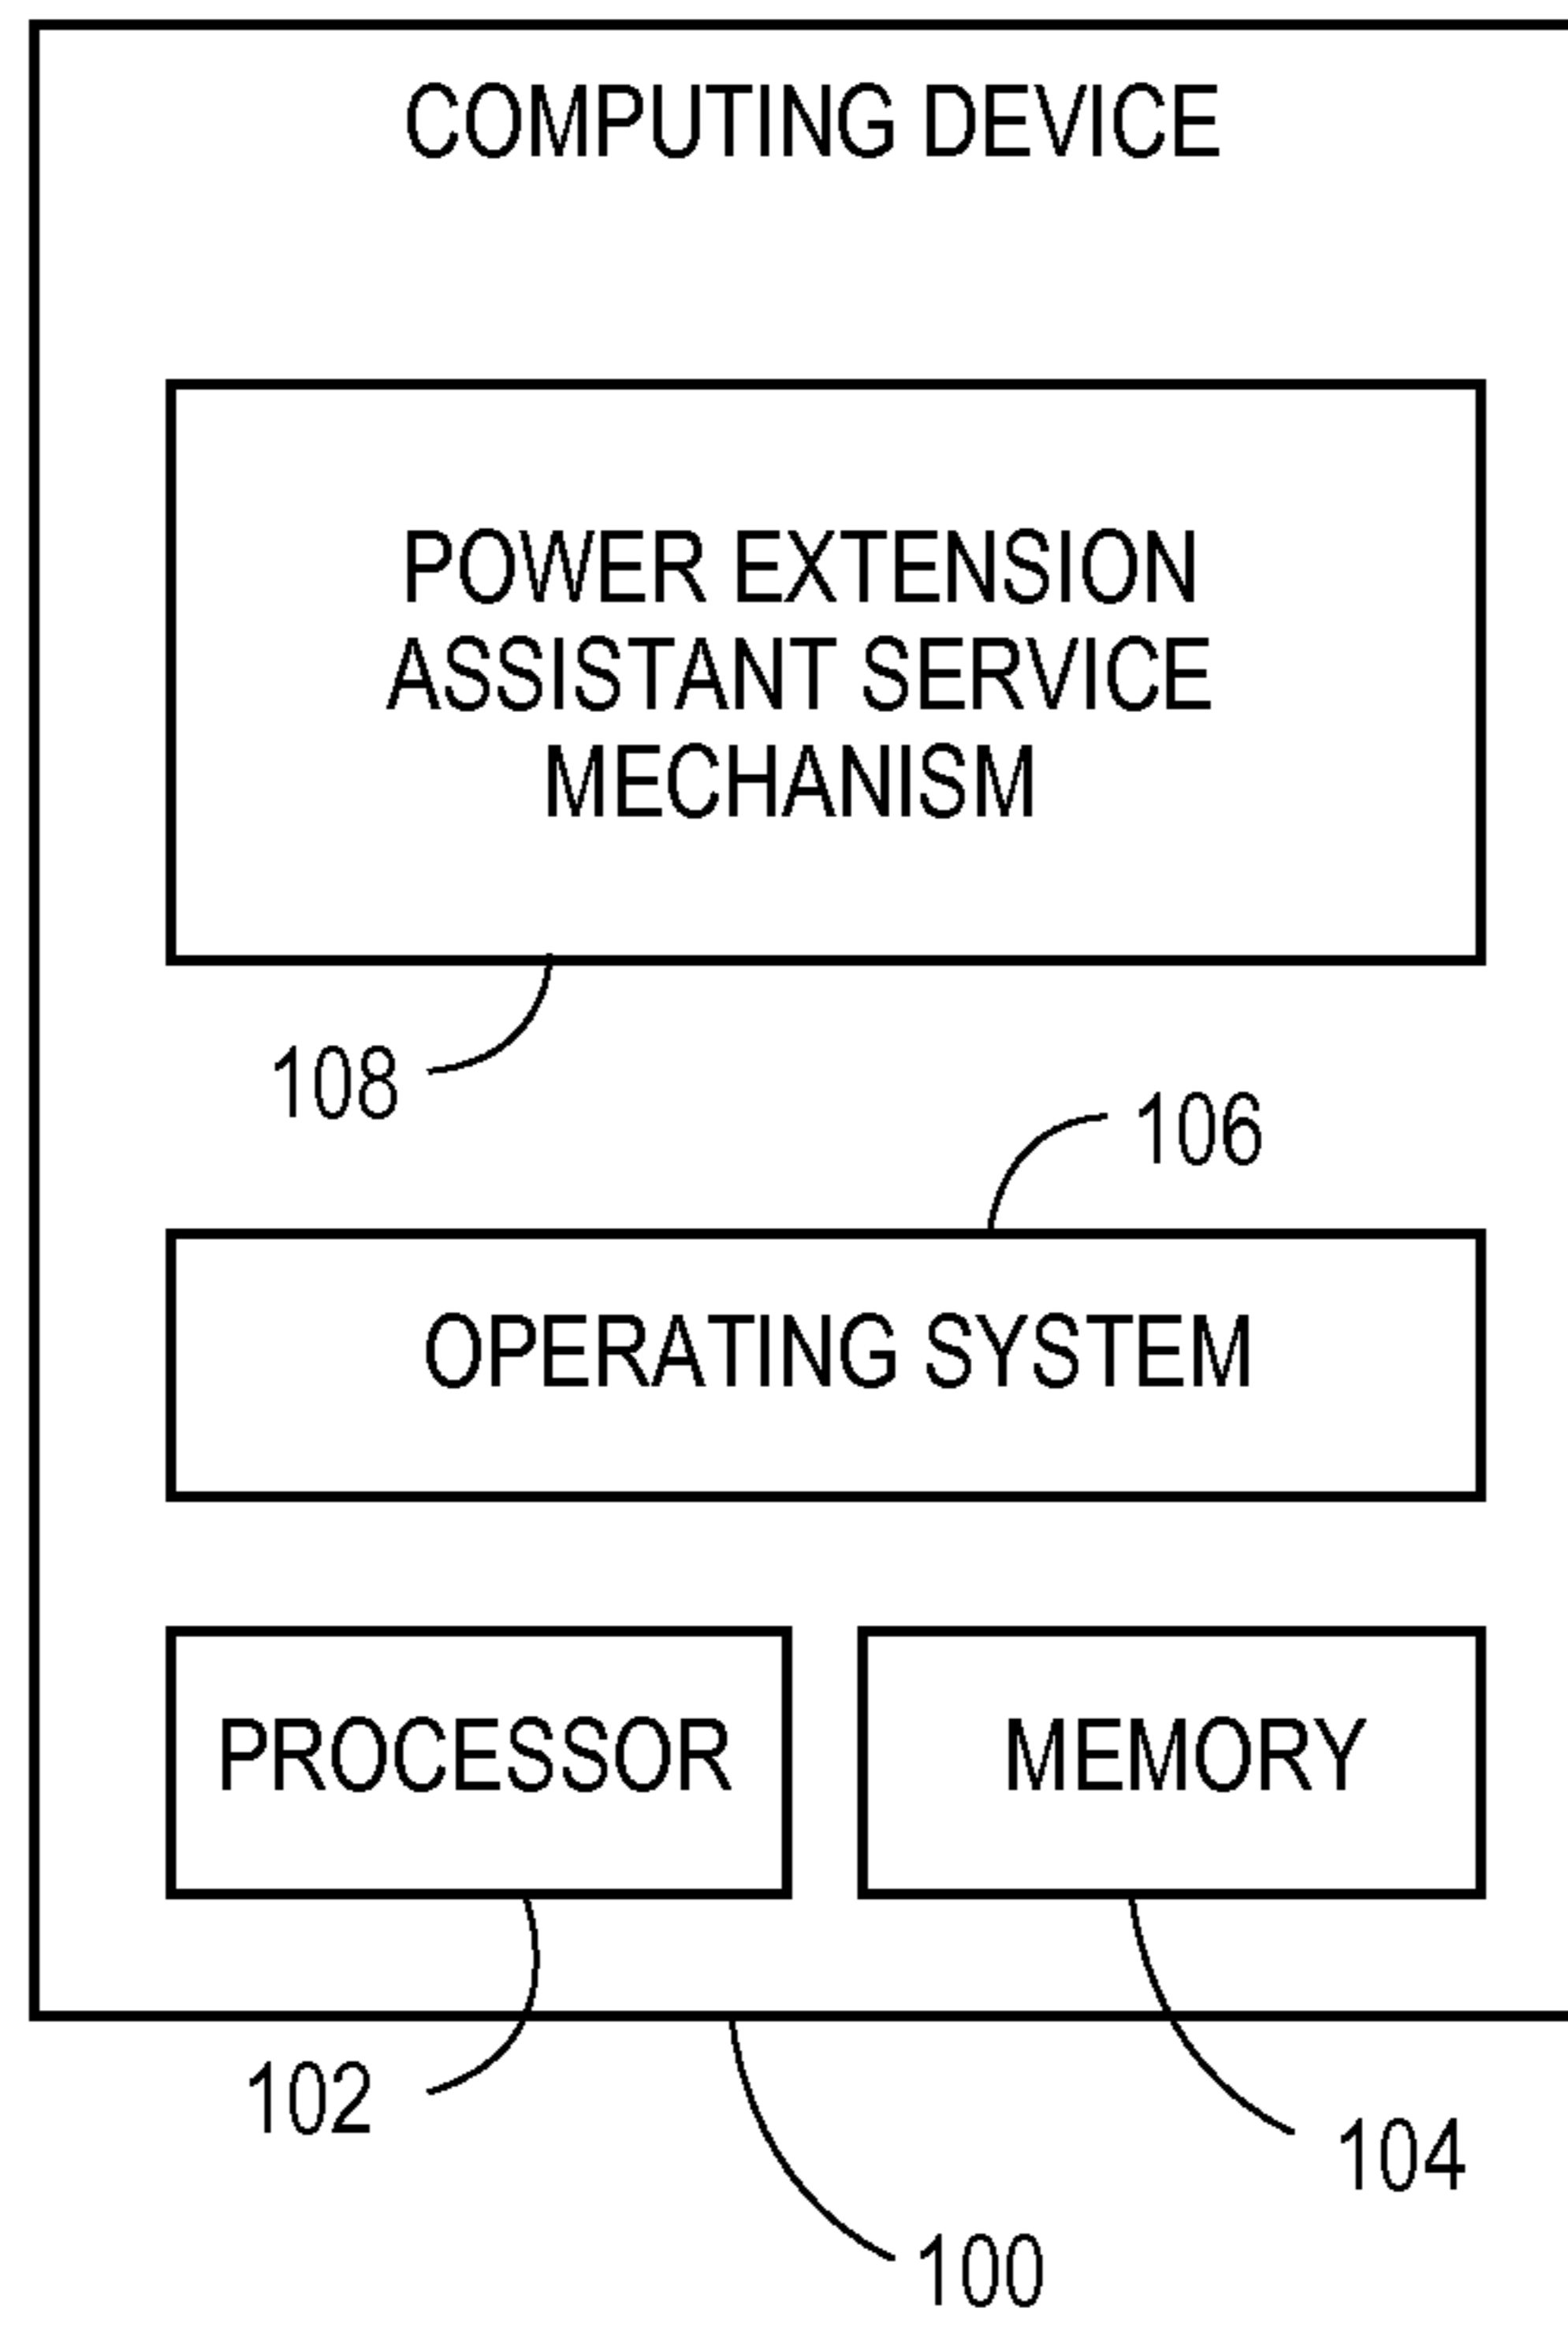 COMPUTING DEVICE
POWER EXTENSION
ASSISTANT SERVICE
MECHANISM
108
106
OPERATING SYSTEM
PROCESSOR
MEMORY
102
104
100